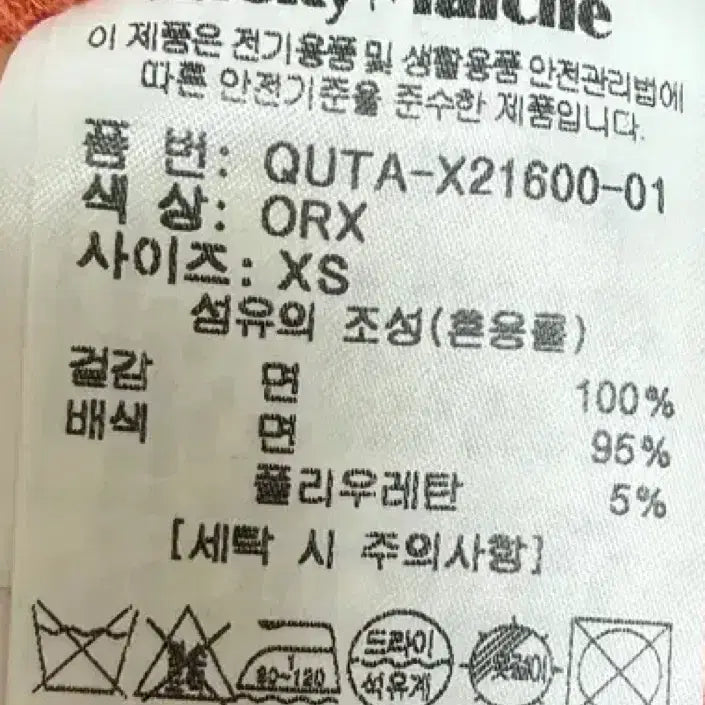 이 제품은 전기용품 및 생활용품 안전관리법에
따른 안전기준을 준수한 제품입니다.
품 번: QUTA-X21600-01
색 상: ORX
사이즈: XS
섬유의 조성(혼용률)
겉감 면 100%
배색 면 95%
폴리우레탄 5%
[세탁 시 주의사항]
80~120
드라이
석유계
옷걸이